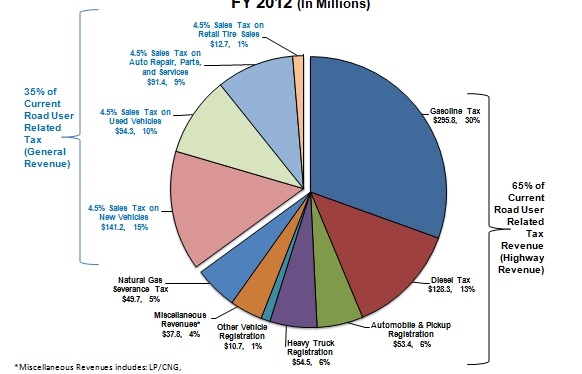 FY 2012 (In Millions)
4.5% Sales Tax on
Retail Tire Sales
$12.7, 1%
4.5% Sales Tax on
Auto Repair, Parts,
and Services
$91.4, 9%
4.5% Sales Tax on
Used Vehicles
$94.3, 10%
4.5% Sales Tax on
New Vehicles
$141.2, 15%
35% of
Current
Road User
Related
Tax
(General
Revenue)
Gasoline Tax
$295.8, 30%
65% of
Current
Road User
Related
Tax
Revenue
(Highway
Revenue)
Diesel Tax
$128.3, 13%
Automobile & Pickup
Registration
$53.4, 6%
Heavy Truck
Registration
$54.5, 6%
Other Vehicle
Registration
$10.7, 1%
Miscellaneous
Revenues*
$37.8, 4%
Natural Gas
Severance Tax
$49.7, 5%
*Miscellaneous Revenues includes: LP/CNG,